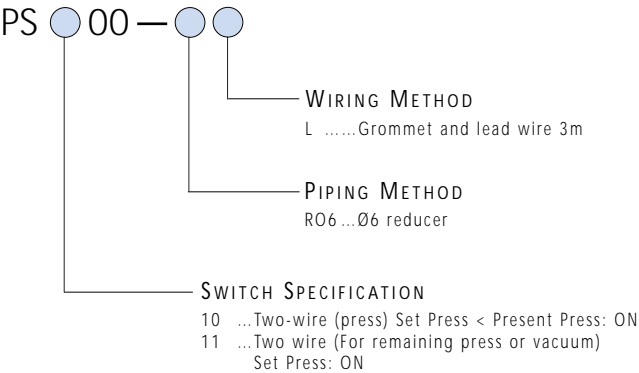 PS 00 —
WIRING METHOD
L ......Grommet and lead wire 3m
PIPING METHOD
RO6 ...Ø6 reducer
SWITCH SPECIFICATION
10 ...Two-wire (press) Set Press < Present Press: ON
11 ...Two wire (For remaining press or vacuum)
Set Press: ON